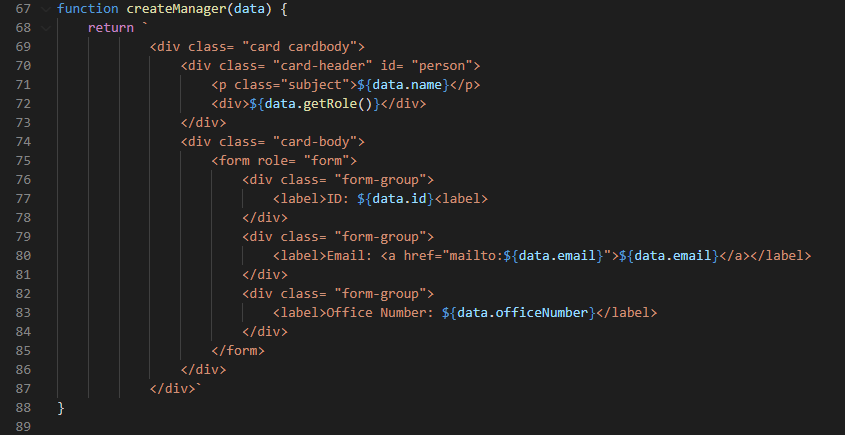 67 function createManager(data) {
68     return `
69             <div class= "card cardbody">
70                 <div class= "card-header" id= "person">
71                     <p class="subject">${data.name}</p>
72                     <div>${data.getRole()}</div>
73                 </div>
74                 <div class= "card-body">
75                     <form role= "form">
76                         <div class= "form-group">
77                             <label>ID: ${data.id}<label>
78                         </div>
79                         <div class= "form-group">
80                             <label>Email: <a href="mailto:${data.email}">${data.email}</a></label>
81                         </div>
82                         <div class= "form-group">
83                             <label>Office Number: ${data.officeNumber}</label>
84                         </div>
85                     </form>
86                 </div>
87             </div>`
88 }
89